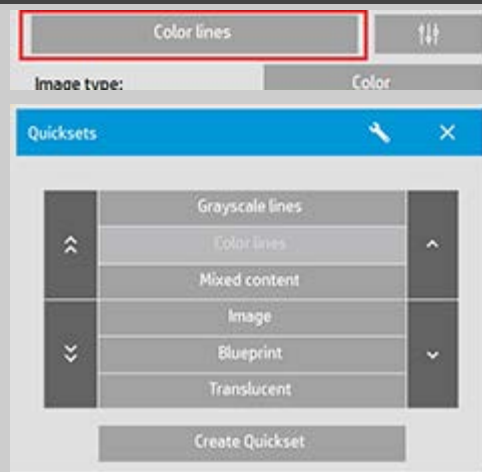 Color lines
Image type:
Color
Quicksets
Grayscale lines
Color lines
Mixed content
Image
Blueprint
Translucent
Create Quickset